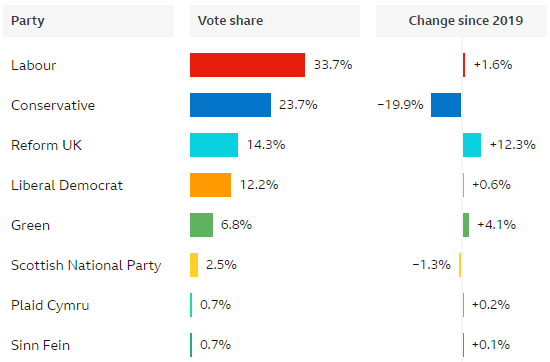 Party Vote share Change since 2019
Labour 33.7% +1.6%
Conservative 23.7% −19.9%
Reform UK 14.3% +12.3%
Liberal Democrat 12.2% +0.6%
Green 6.8% +4.1%
Scottish National Party 2.5% −1.3%
Plaid Cymru 0.7% +0.2%
Sinn Fein 0.7% +0.1%